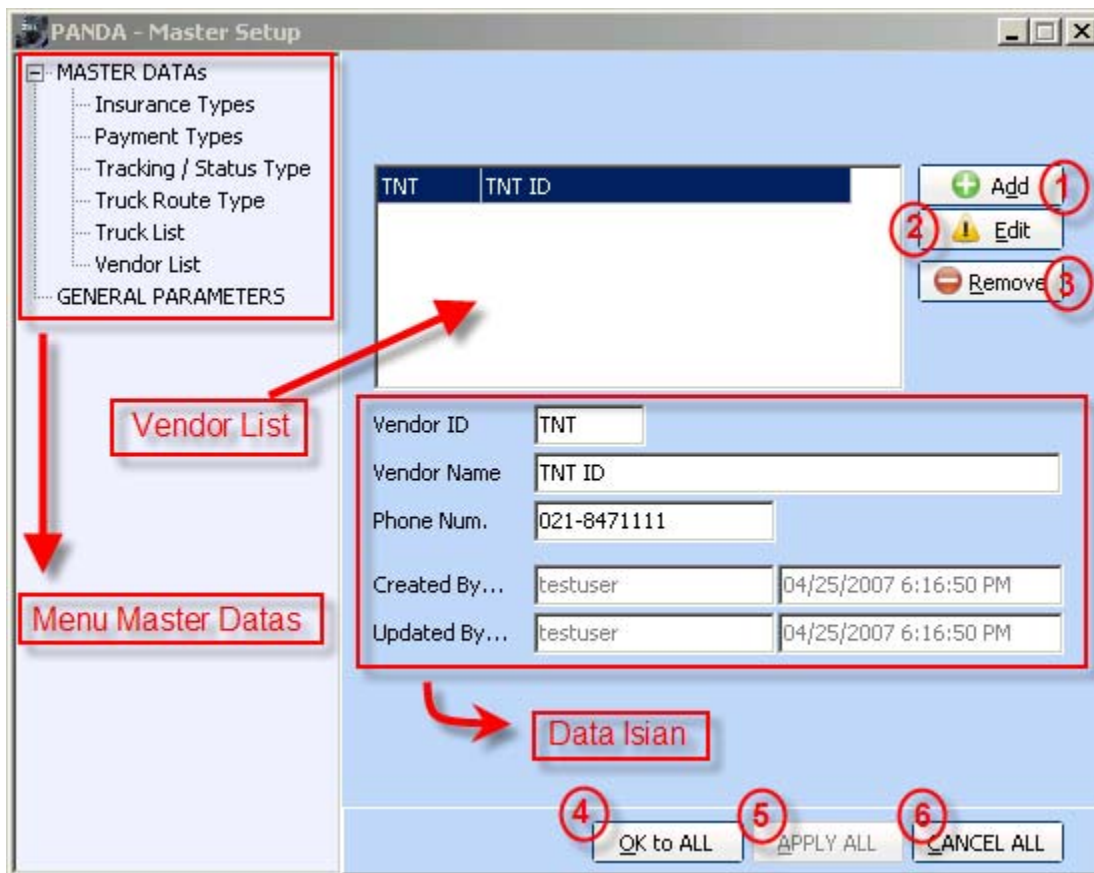 PANDA - Master Setup
MASTER DATAs
Insurance Types
Payment Types
Tracking / Status Type
Truck Route Type
Truck List
Vendor List
GENERAL PARAMETERS
TNT TNT ID
Add 1
2 Edit
Remove 3
Vendor List
Vendor ID TNT
Vendor Name TNT ID
Phone Num. 021-8471111
Created By... testuser 04/25/2007 6:16:50 PM
Updated By... testuser 04/25/2007 6:16:50 PM
Menu Master Datas
Data Isian
4 OK to ALL 5 APPLY ALL 6 CANCEL ALL